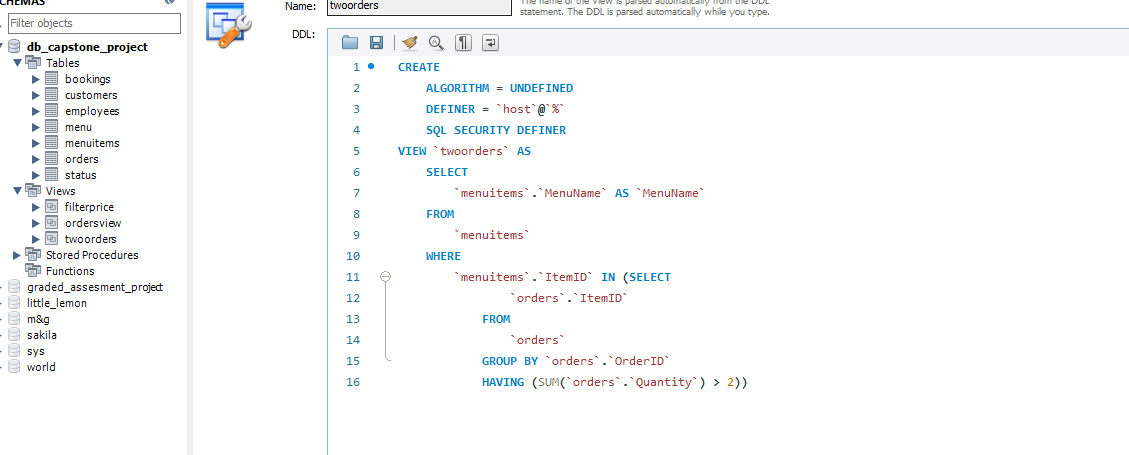 SCHEMAS
Filter objects
db_capstone_project
Tables
bookings
customers
employees
menu
menuitems
orders
status
Views
filterprice
ordersview
twoorders
Stored Procedures
Functions
graded_assesment_project
little_lemon
m&g
sakila
sys
world
Name: twoorders
The name of the view is parsed automatically from the DDL
statement. The DDL is parsed automatically while you type.
DDL:
1 CREATE
2 ALGORITHM = UNDEFINED
3 DEFINER = `host`@`%`
4 SQL SECURITY DEFINER
5 VIEW `twoorders` AS
6 SELECT
7 `menuitems`.`MenuName` AS `MenuName`
8 FROM
9 `menuitems`
10 WHERE
11 `menuitems`.`ItemID` IN (SELECT
12 `orders`.`ItemID`
13 FROM
14 `orders`
15 GROUP BY `orders`.`OrderID`
16 HAVING (SUM(`orders`.`Quantity`) > 2))